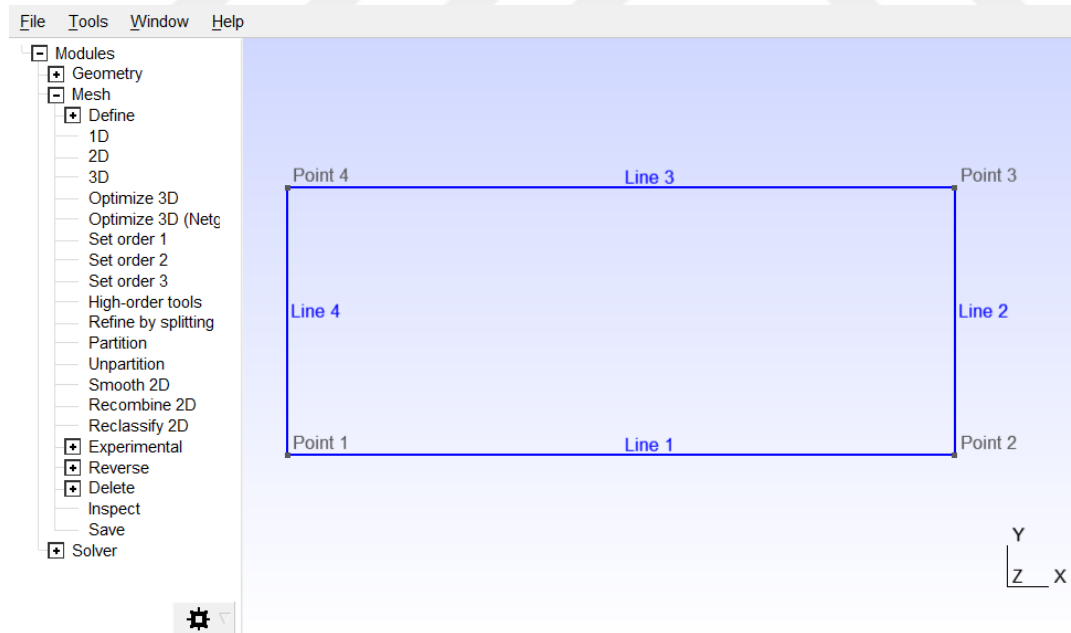 File Tools Window Help
Modules
Geometry
Mesh
Define
1D
2D
3D
Optimize 3D
Optimize 3D (Netg
Set order 1
Set order 2
Set order 3
High-order tools
Refine by splitting
Partition
Unpartition
Smooth 2D
Recombine 2D
Reclassify 2D
Experimental
Reverse
Delete
Inspect
Save
Solver
Point 4 Line 3 Point 3
Line 4 Line 2
Point 1 Line 1 Point 2
Y
Z X